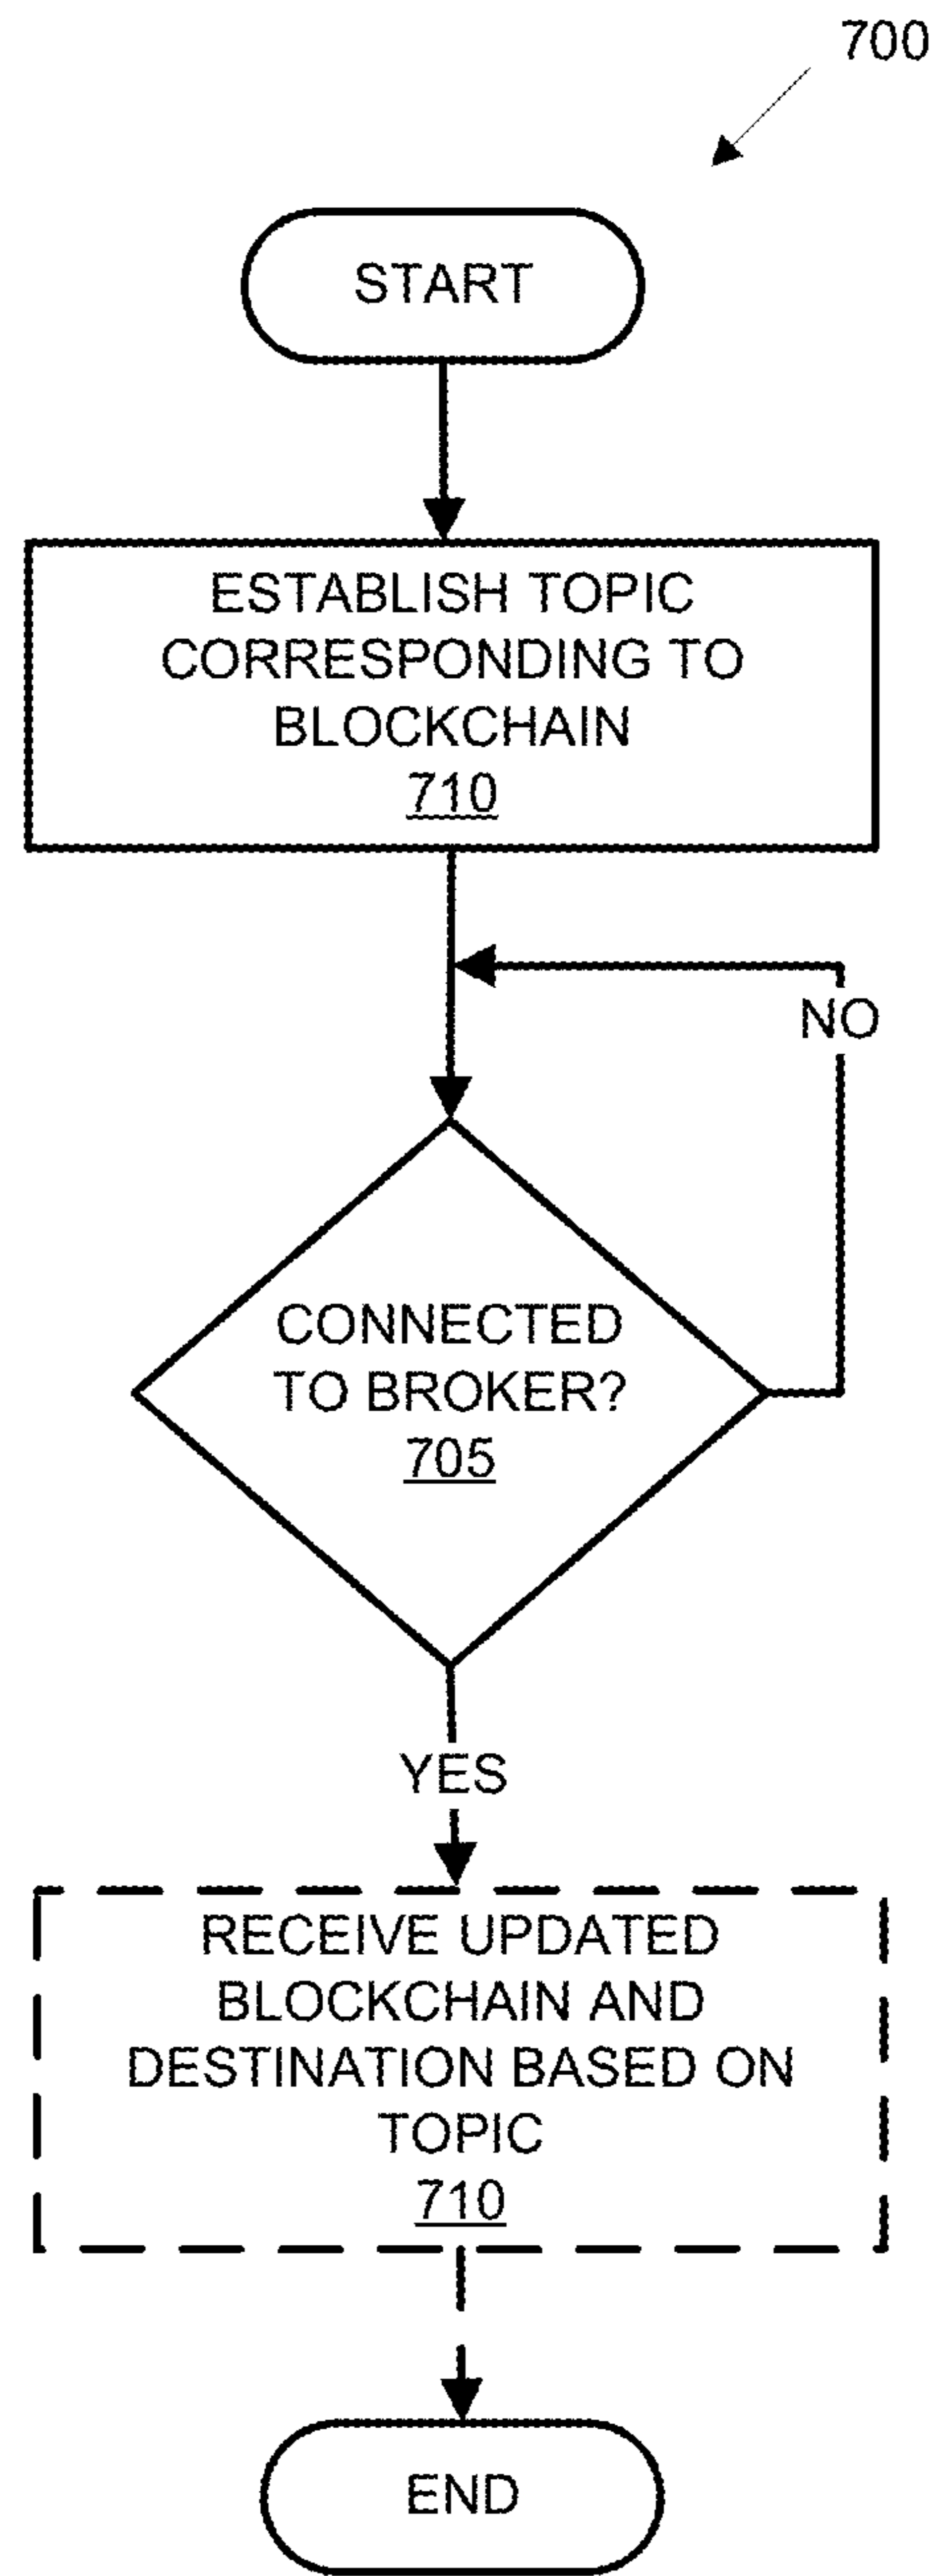 700
START
ESTABLISH TOPIC
CORRESPONDING TO
BLOCKCHAIN
710
NO
CONNECTED
TO BROKER?
705
YES
RECEIVE UPDATED
BLOCKCHAIN AND
DESTINATION BASED ON
TOPIC
710
END